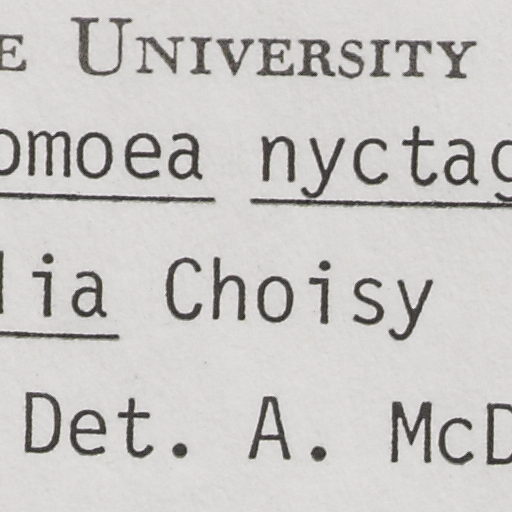 E UNIVERSITY
omoea nyctag
lia Choisy
Det. A. McD